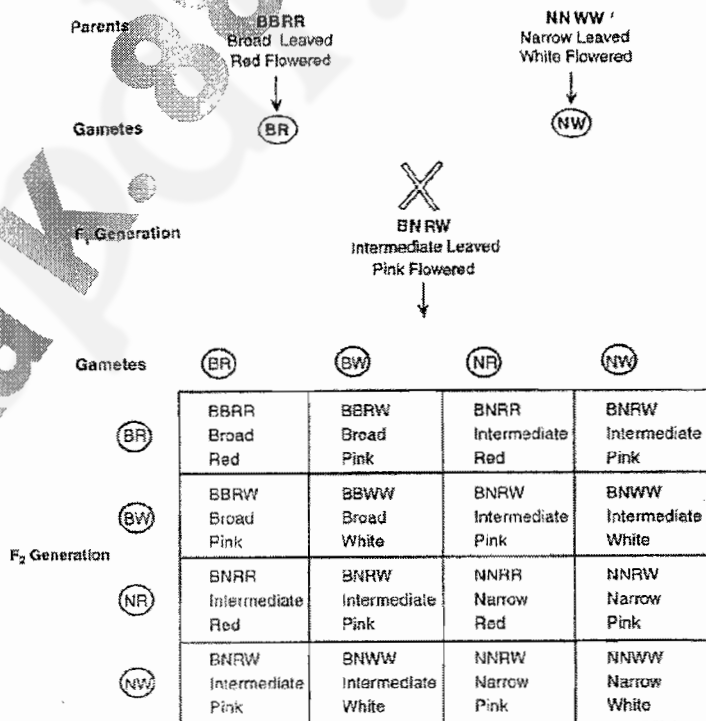 Parents
BBRR
Broad Leaved
Red Flowered
NNWW
Narrow Leaved
White Flowered
Gametes
BR
NW
X
F₁ Generation
BNRW
Intermediate Leaved
Pink Flowered
Gametes
BR
BW
NR
NW
F₂ Generation
BR
BBRR
Broad
Red
BBRW
Broad
Pink
BNRR
Intermediate
Red
BNRW
Intermediate
Pink
BW
BBRW
Broad
Pink
BBWW
Broad
White
BNRW
Intermediate
Pink
BNWW
Intermediate
White
NR
BNRR
Intermediate
Red
BNRW
Intermediate
Pink
NNRR
Narrow
Red
NNRW
Narrow
Pink
NW
BNRW
Intermediate
Pink
BNWW
Intermediate
White
NNRW
Narrow
Pink
NNWW
Narrow
White